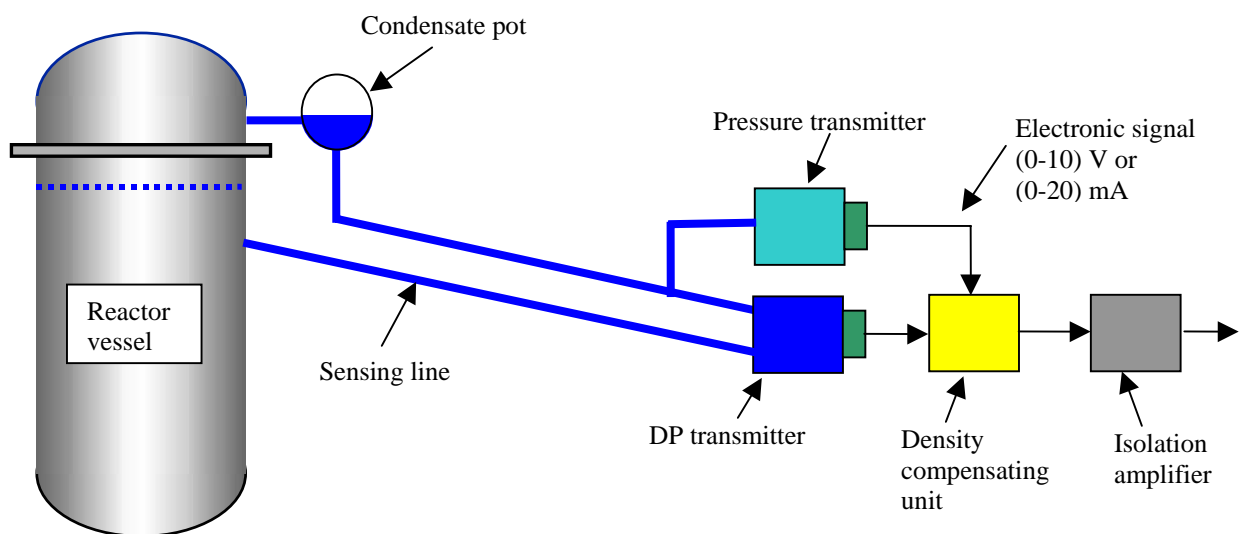 Condensate pot
Pressure transmitter
Electronic signal
(0-10) V or
(0-20) mA
Reactor
vessel
Sensing line
DP transmitter
Density
compensating
unit
Isolation
amplifier